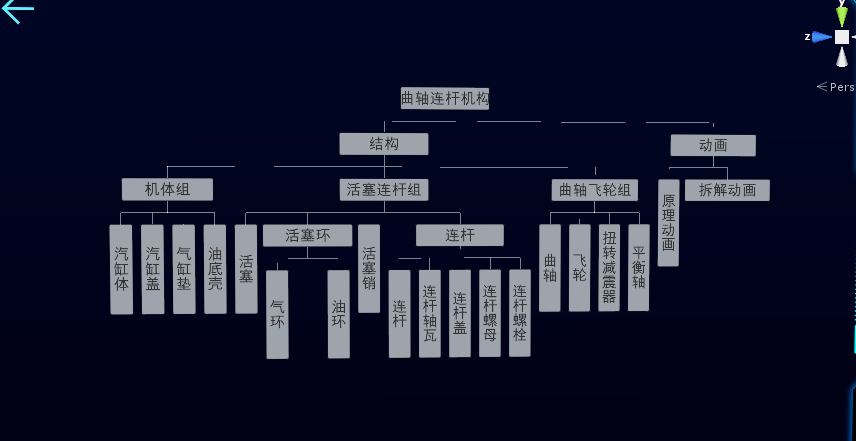 y
z
Pers
曲轴连杆机构
结构
动画
机体组
活塞连杆组
曲轴飞轮组
原理动画
拆解动画
汽缸体
汽缸盖
气缸垫
油底壳
活塞
活塞环
活塞销
连杆
曲轴
飞轮
扭转减震器
平衡轴
气环
油环
连杆
连杆轴瓦
连杆盖
连杆螺母
连杆螺栓